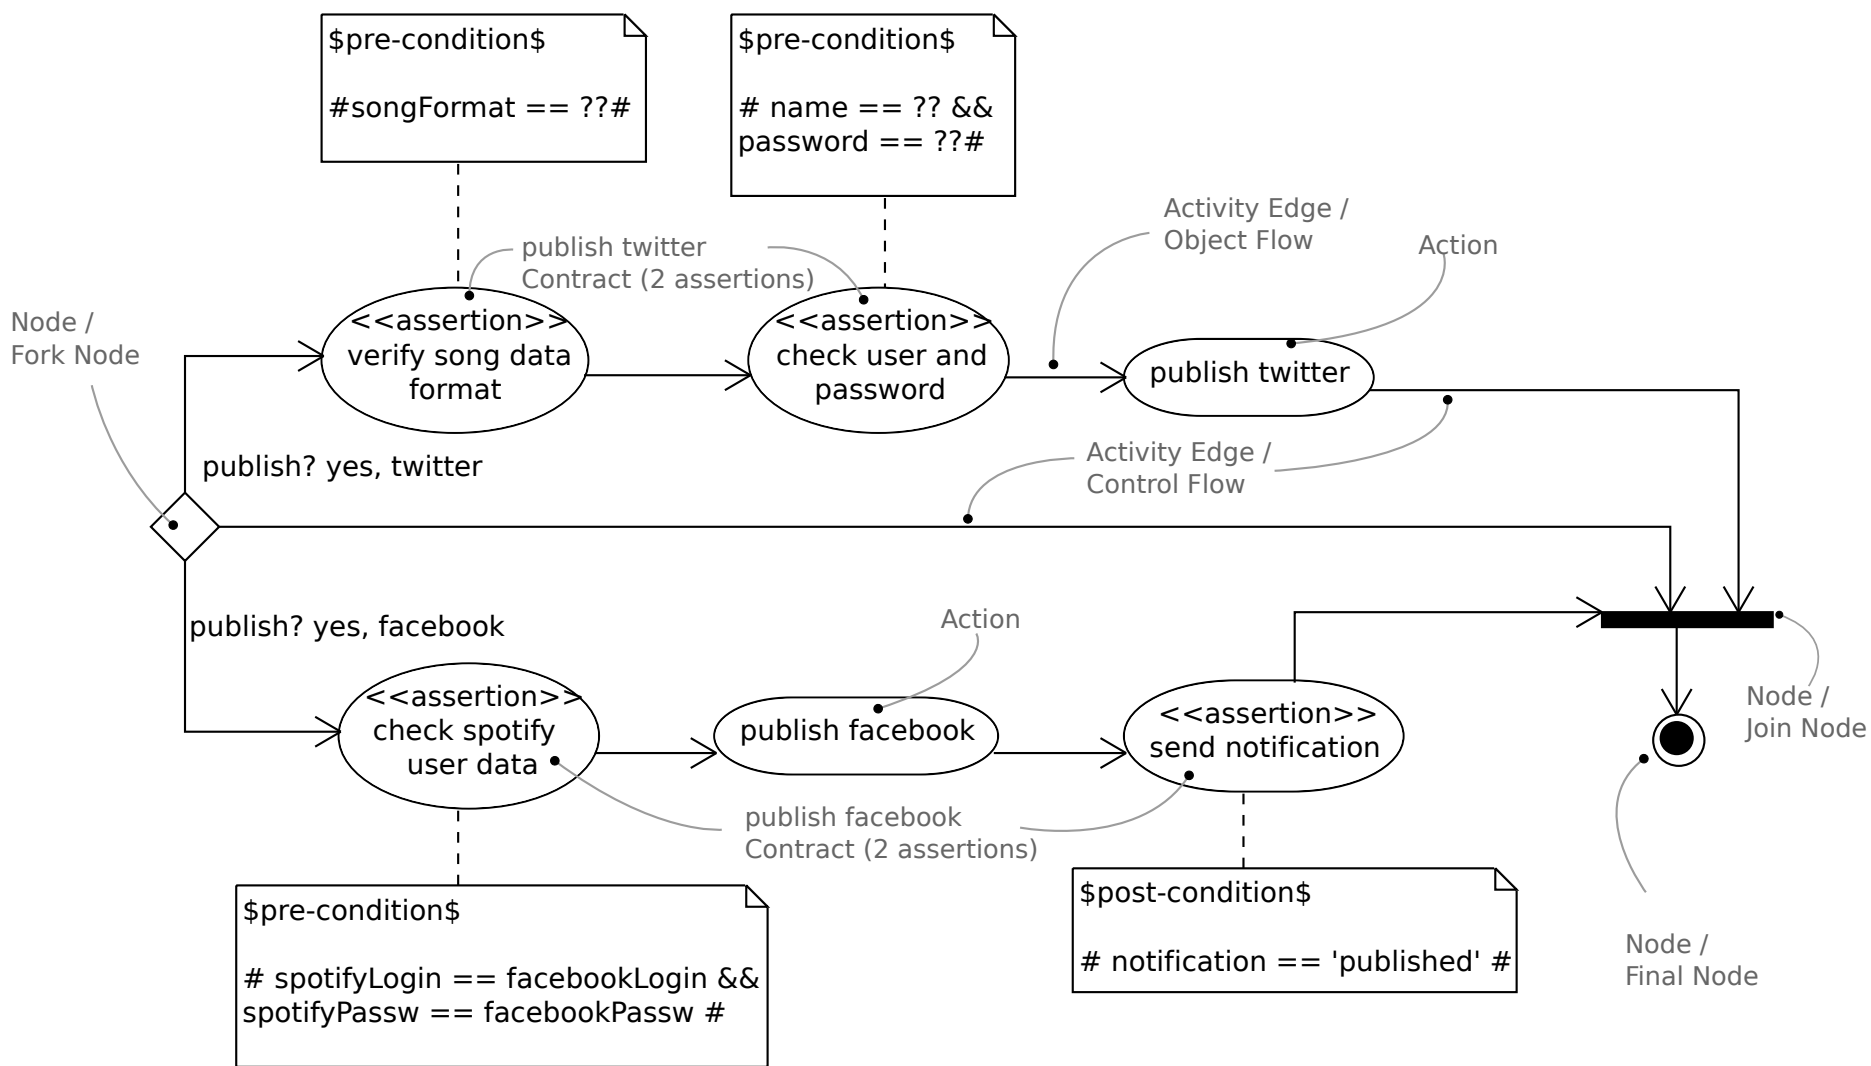 $pre-condition$
#songFormat == ??#
$pre-condition$
# name == ?? &&
password == ??#
Activity Edge /
Object Flow
Action
publish twitter
Contract (2 assertions)
Node /
Fork Node
<<assertion>>
verify song data
format
<<assertion>>
check user and
password
publish twitter
publish? yes, twitter
Activity Edge /
Control Flow
publish? yes, facebook
Action
<<assertion>>
check spotify
user data
publish facebook
<<assertion>>
send notification
Node /
Join Node
publish facebook
Contract (2 assertions)
$pre-condition$
# spotifyLogin == facebookLogin &&
spotifyPassw == facebookPassw #
$post-condition$
# notification == 'published' #
Node /
Final Node